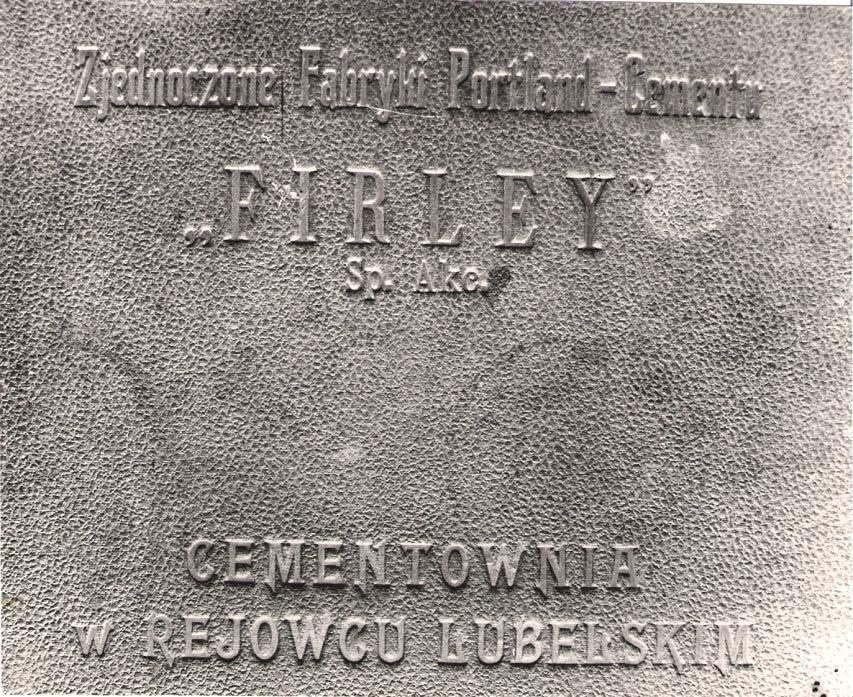 Zjednoczone Fabryki Portland-Cementu
„FIRLEY”
Sp. Akc.
CEMENTOWNIA
w REJOWCU LUBELSKIM